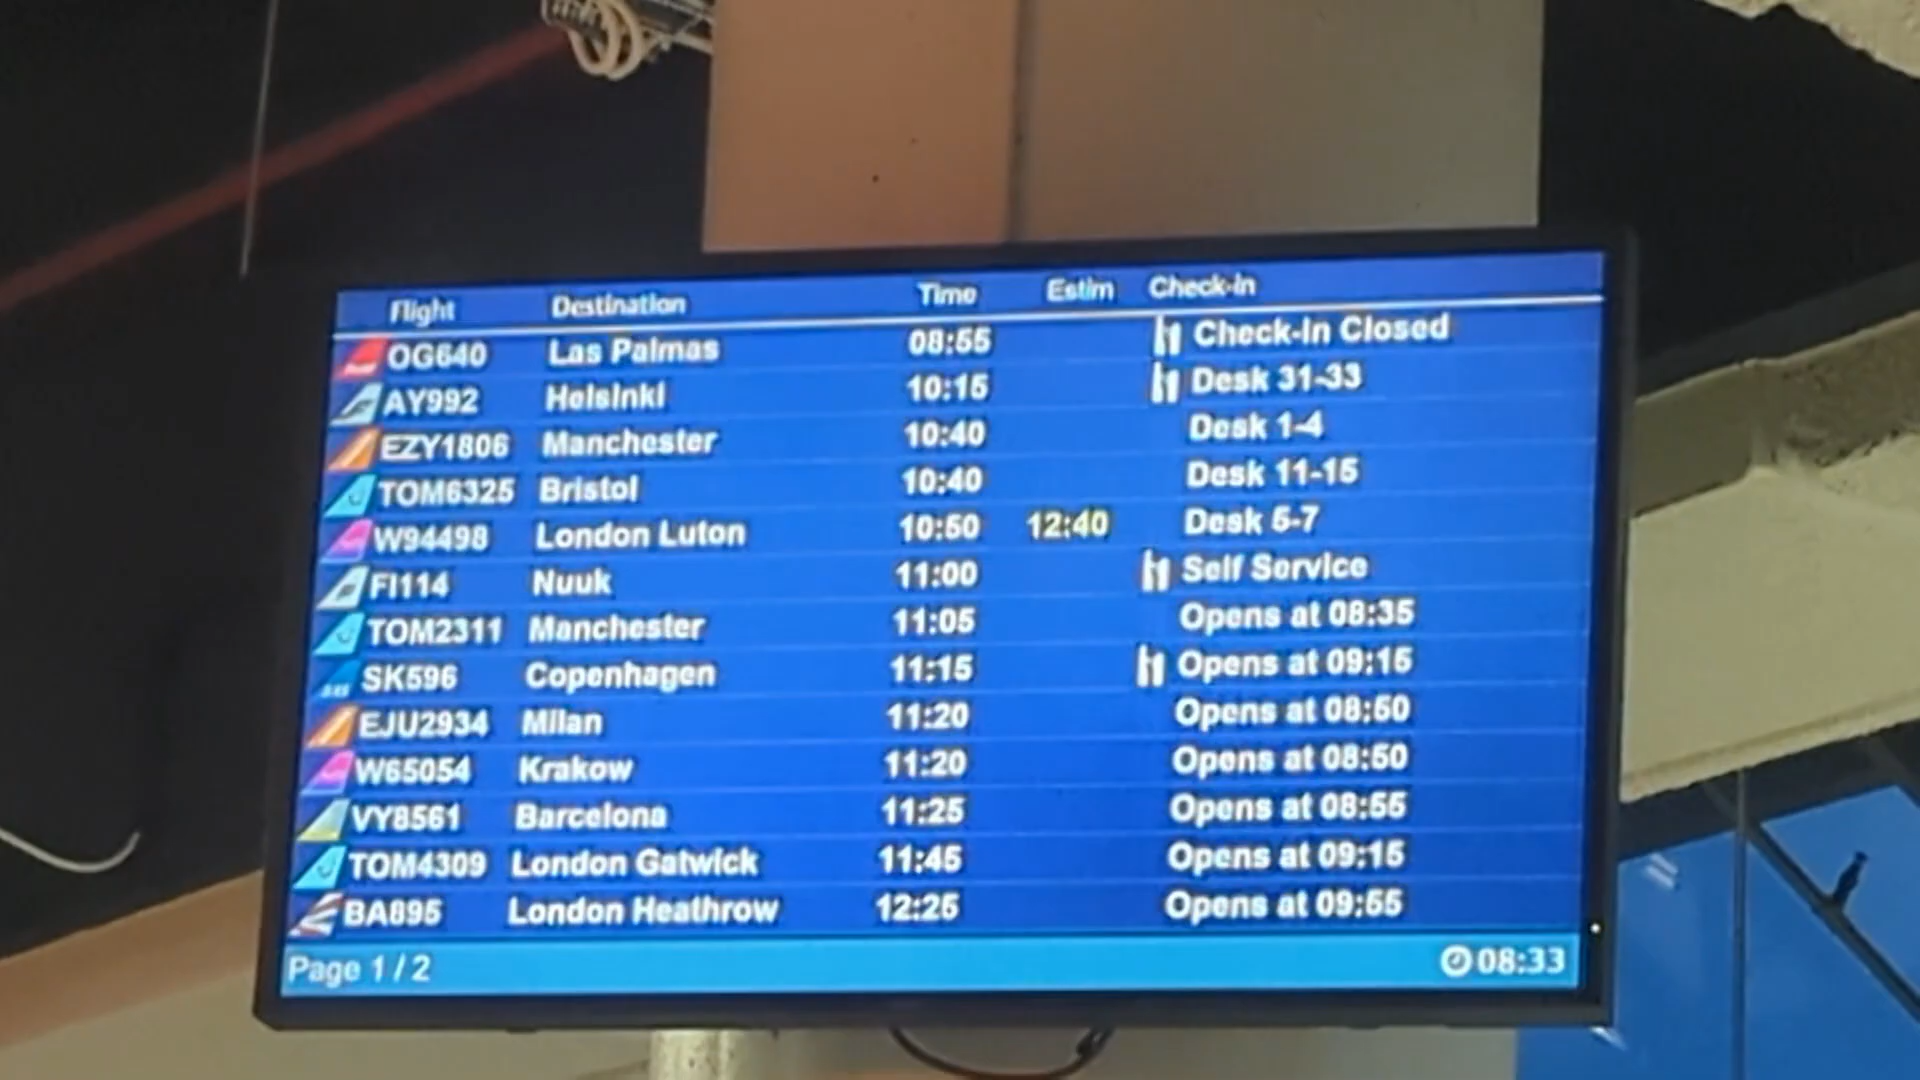 Flight Destination Time Estim Check-in
OG640 Las Palmas 08:55 Check-In Closed
AY992 Helsinki 10:15 Desk 31-33
EZY1806 Manchester 10:40 Desk 1-4
TOM6325 Bristol 10:40 Desk 11-15
W94498 London Luton 10:50 12:40 Desk 5-7
FI114 Nuuk 11:00 Self Service
TOM2311 Manchester 11:05 Opens at 08:35
SAS SK596 Copenhagen 11:15 Opens at 09:15
EJU2934 Milan 11:20 Opens at 08:50
W65054 Krakow 11:20 Opens at 08:50
VY8561 Barcelona 11:25 Opens at 08:55
TOM4309 London Gatwick 11:45 Opens at 09:15
BA895 London Heathrow 12:25 Opens at 09:55
Page 1 / 2 08:33